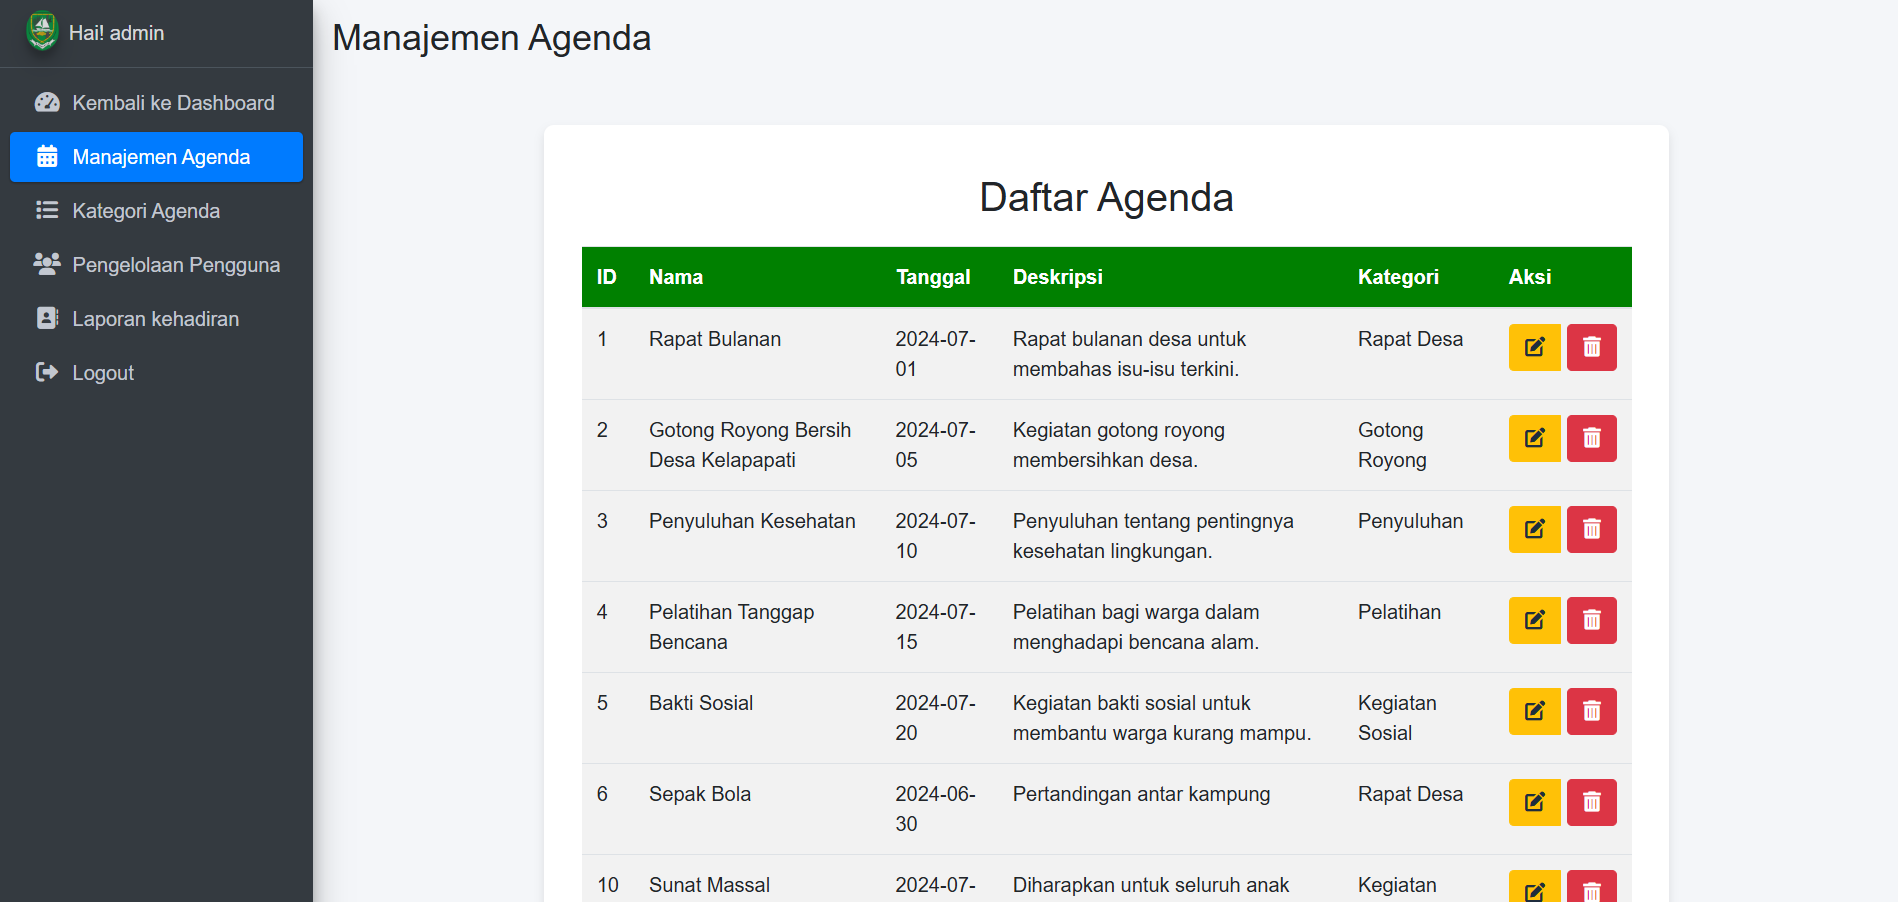 Hai! admin
Kembali ke Dashboard
Manajemen Agenda
Kategori Agenda
Pengelolaan Pengguna
Laporan kehadiran
Logout
Manajemen Agenda
Daftar Agenda
ID Nama Tanggal Deskripsi Kategori Aksi
1 Rapat Bulanan 2024-07- Rapat bulanan desa untuk Rapat Desa
01 membahas isu-isu terkini.
2 Gotong Royong Bersih 2024-07- Kegiatan gotong royong Gotong
Desa Kelapapati 05 membersihkan desa. Royong
3 Penyuluhan Kesehatan 2024-07- Penyuluhan tentang pentingnya Penyuluhan
10 kesehatan lingkungan.
4 Pelatihan Tanggap 2024-07- Pelatihan bagi warga dalam Pelatihan
Bencana 15 menghadapi bencana alam.
5 Bakti Sosial 2024-07- Kegiatan bakti sosial untuk Kegiatan
20 membantu warga kurang mampu. Sosial
6 Sepak Bola 2024-06- Pertandingan antar kampung Rapat Desa
30
10 Sunat Massal 2024-07- Diharapkan untuk seluruh anak Kegiatan